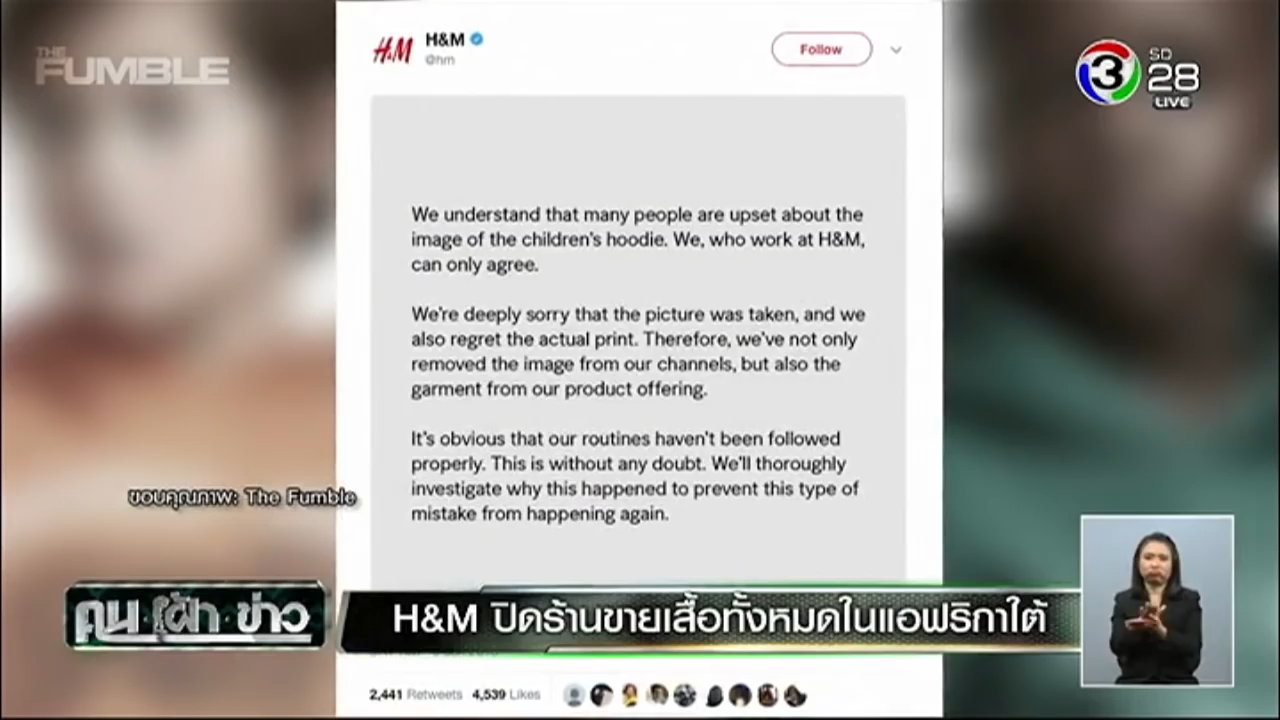 THE
FUMBLE
H&M
H&M
@hm
Follow
3
SD
28
LIVE
We understand that many people are upset about the
image of the children's hoodie. We, who work at H&M,
can only agree.
We're deeply sorry that the picture was taken, and we
also regret the actual print. Therefore, we've not only
removed the image from our channels, but also the
garment from our product offering.
It's obvious that our routines haven't been followed
properly. This is without any doubt. We'll thoroughly
investigate why this happened to prevent this type of
mistake from happening again.
ขอบคุณภาพ: The Fumble
คน เฝ้า ข่าว
H&M ปิดร้านขายเสื้อทั้งหมดในแอฟริกาใต้
2,441 Retweets 4,539 Likes